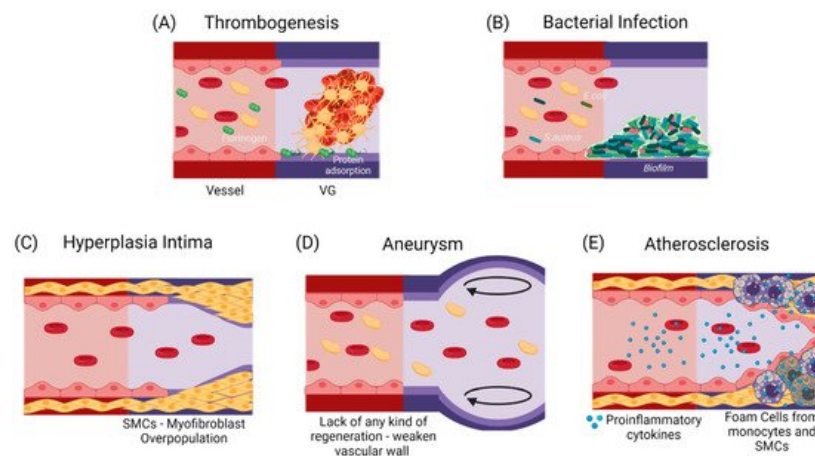 (A) Thrombogenesis
Fibrinogen
Protein
adsorption
Vessel
VG
(B) Bacterial Infection
E.coli
S.aureus
Biofilm
(C) Hyperplasia Intima
SMCs - Myofibroblast
Overpopulation
(D) Aneurysm
Lack of any kind of
regeneration - weaken
vascular wall
(E) Atherosclerosis
Proinflammatory
cytokines
Foam Cells from
monocytes and
SMCs